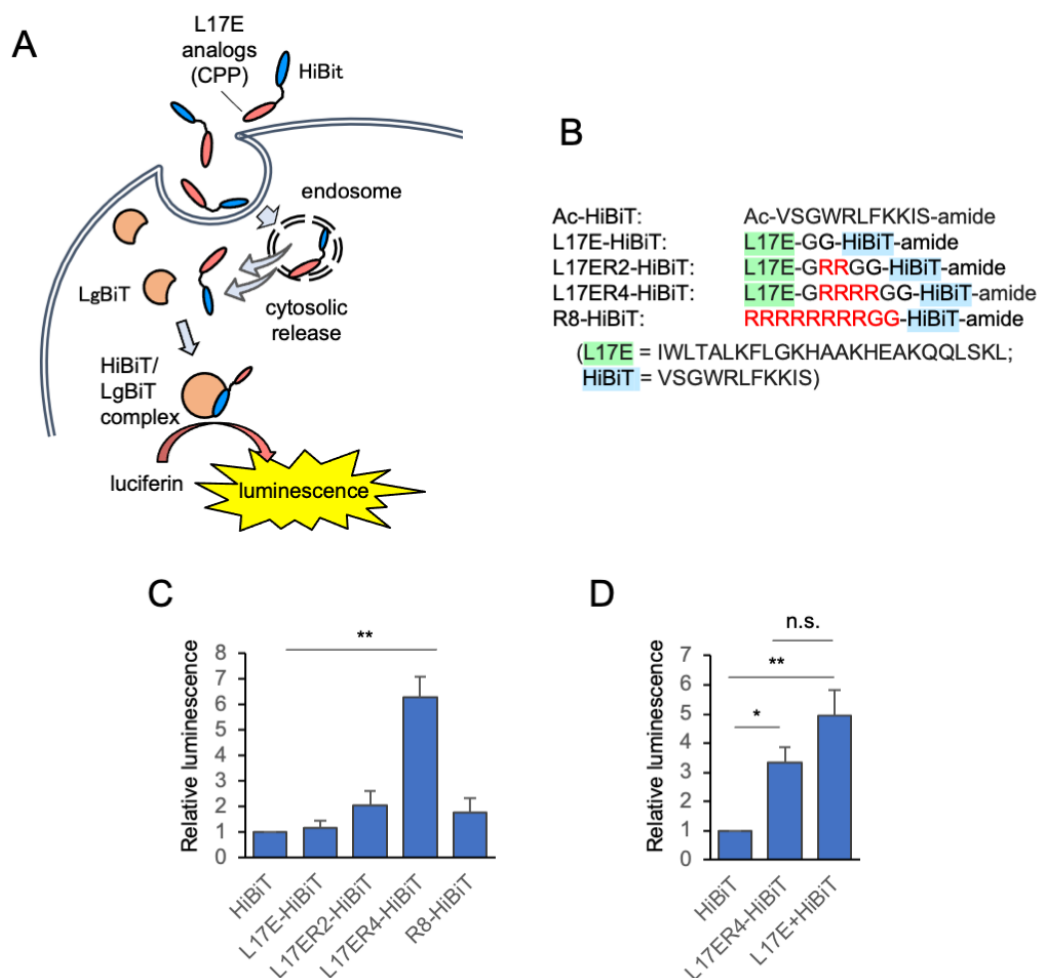 A
L17E
analogs
(CPP)
HiBit
endosome
LgBiT
cytosolic
release
HiBiT/
LgBiT
complex
luciferin
luminescence
B
Ac-HiBiT: Ac-VSGWRLFKKIS-amide
L17E-HiBiT: L17E-GG-HiBiT-amide
L17ER2-HiBiT: L17E-GRRGG-HiBiT-amide
L17ER4-HiBiT: L17E-GRRRRGG-HiBiT-amide
R8-HiBiT: RRRRRRRRGG-HiBiT-amide
(L17E = IWLTALKFLGKHAAKHEAKQQLSKL;
HiBiT = VSGWRLFKKIS)
C
Relative luminescence
8
7
6
5
4
3
2
1
0
**
HiBiT
L17E-HiBiT
L17ER2-HiBiT
L17ER4-HiBiT
R8-HiBiT
D
Relative luminescence
7
6
5
4
3
2
1
0
n.s.
**
*
HiBiT
L17ER4-HiBiT
L17E+HiBiT